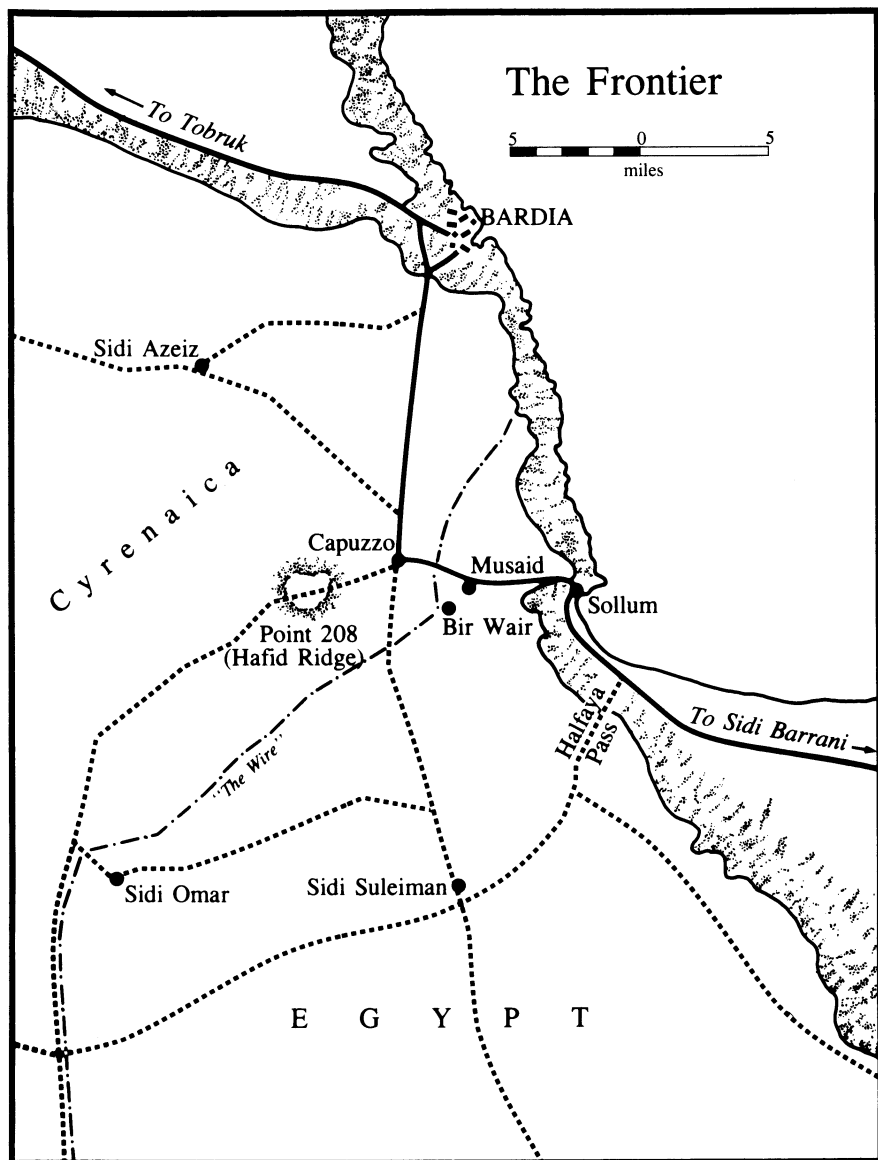 The Frontier
5 0 5
miles
To Tobruk
BARDIA
Sidi Azeiz
Cyrenaica
Capuzzo
Musaid
Sollum
Bir Wair
Point 208
(Hafid Ridge)
Halfaya
Pass
To Sidi Barrani
"The Wire"
Sidi Omar
Sidi Suleiman
EGYPT